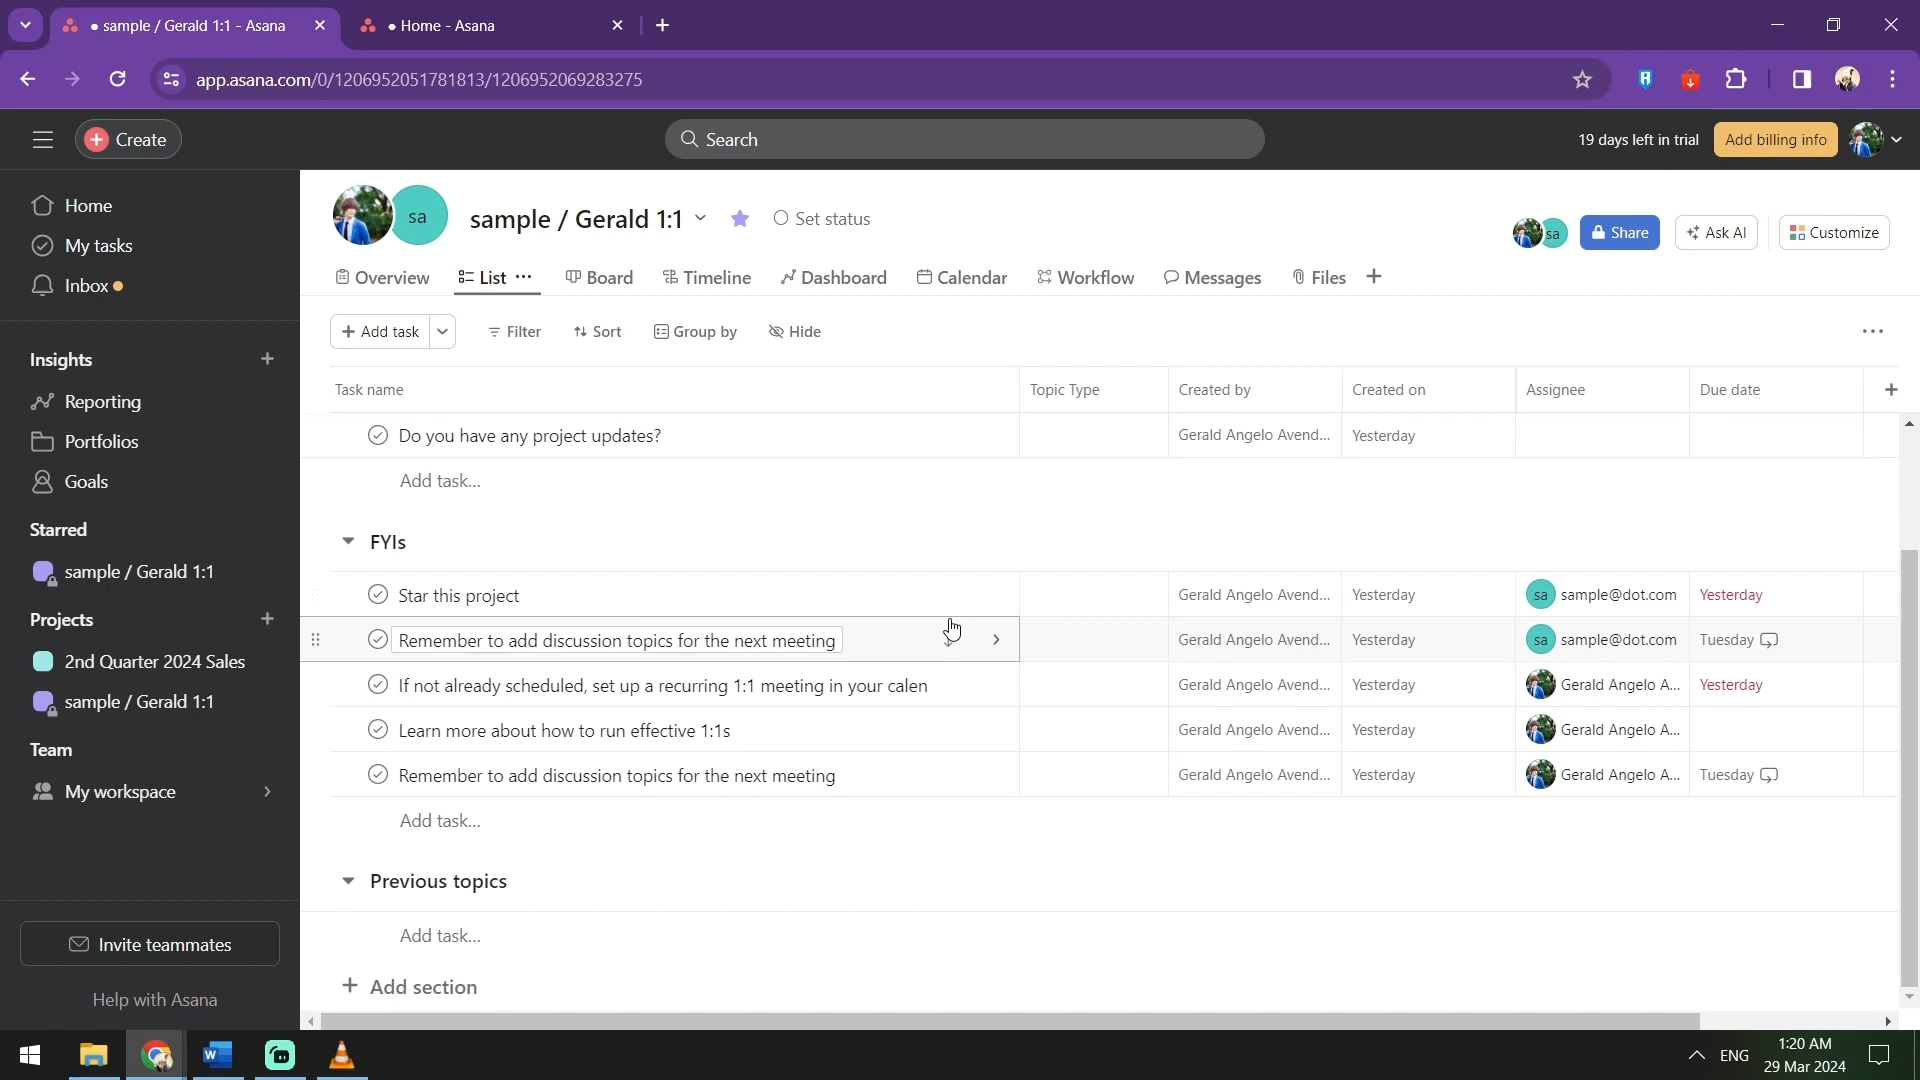 sample / Gerald 1:1 - Asana
Home - Asana
app.asana.com/0/1206952051781813/1206952069283275
Create
Search
19 days left in trial
Add billing info
Home
My tasks
Inbox
Insights
Reporting
Portfolios
Goals
Starred
sample / Gerald 1:1
Projects
2nd Quarter 2024 Sales
sample / Gerald 1:1
Team
My workspace
Invite teammates
Help with Asana
sa
sample / Gerald 1:1
Set status
sa
Share
Ask AI
Customize
Overview
List
Board
Timeline
Dashboard
Calendar
Workflow
Messages
Files
Add task
Filter
Sort
Group by
Hide
Task name
Topic Type
Created by
Created on
Assignee
Due date
Do you have any project updates?
Gerald Angelo Avend...
Yesterday
Add task...
FYIs
Star this project
Gerald Angelo Avend...
Yesterday
sa
sample@dot.com
Yesterday
Remember to add discussion topics for the next meeting
Gerald Angelo Avend...
Yesterday
sa
sample@dot.com
Tuesday
If not already scheduled, set up a recurring 1:1 meeting in your calen
Gerald Angelo Avend...
Yesterday
Gerald Angelo A...
Yesterday
Learn more about how to run effective 1:1s
Gerald Angelo Avend...
Yesterday
Gerald Angelo A...
Remember to add discussion topics for the next meeting
Gerald Angelo Avend...
Yesterday
Gerald Angelo A...
Tuesday
Add task...
Previous topics
Add task...
Add section
ENG
1:20 AM
29 Mar 2024